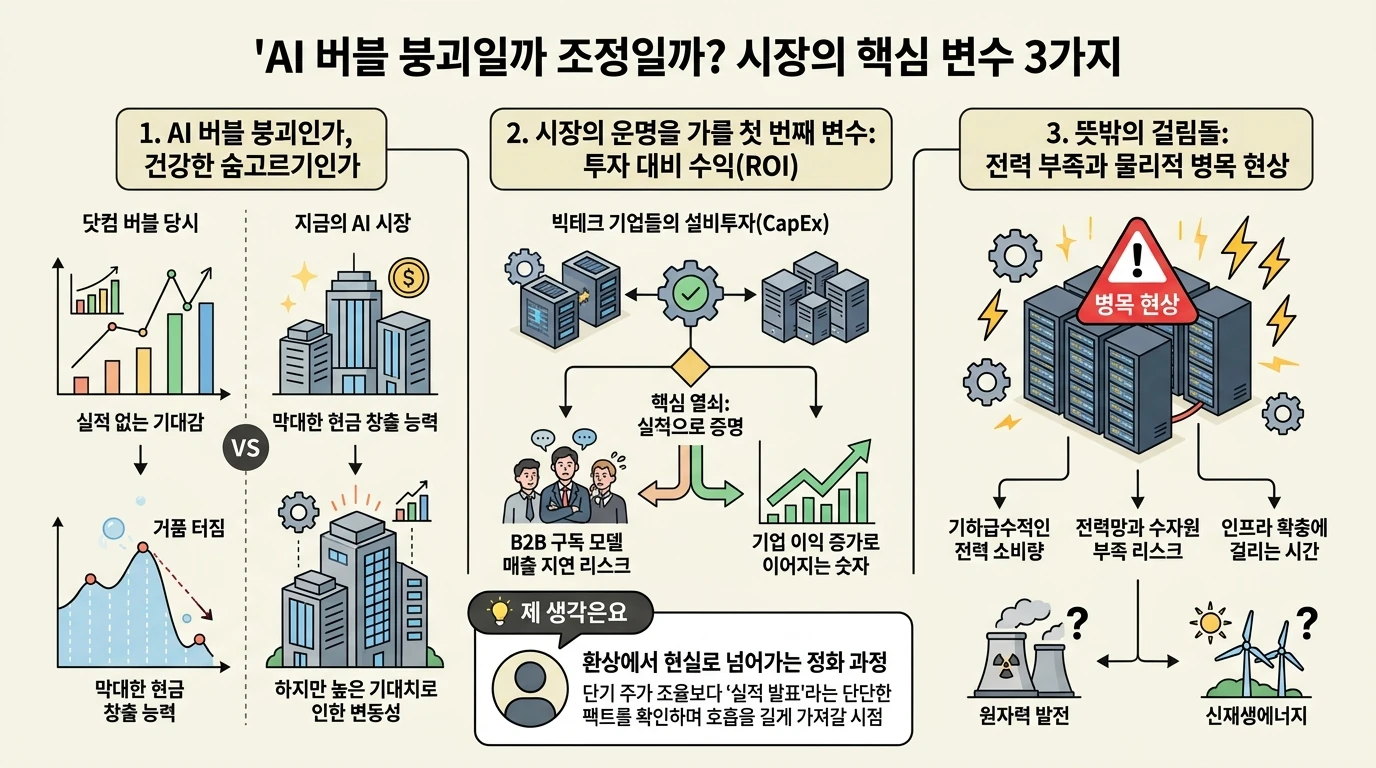 'AI 버블 붕괴일까 조정일까? 시장의 핵심 변수 3가지
1. AI 버블 붕괴인가,
건강한 숨고르기인가
닷컴 버블 당시
지금의 AI 시장
$
실적 없는 기대감
막대한 현금 창출 능력
VS
거품 터짐
막대한 현금
창출 능력
하지만 높은 기대치로
인한 변동성
2. 시장의 운명을 가를 첫 번째 변수:
투자 대비 수익(ROI)
빅테크 기업들의 설비투자(CapEx)
핵심 열쇠:
실척으로 증명
B2B 구독 모델
매출 지연 리스크
기업 이익 증가로
이어지는 숫자
제 생각은요
환상에서 현실로 넘어가는 정화 과정
단기 주가 조율보다 '실적 발표'라는 단단한
팩트를 확인하며 호흡을 길게 가져갈 시점
3. 뜻밖의 걸림돌:
전력 부족과 물리적 병목 현상
!
병목 현상
기하급수적인
전력 소비량
전력망과 수자원
부족 리스크
인프라 확충에
걸리는 시간
?
원자력 발전
?
신재생에너지